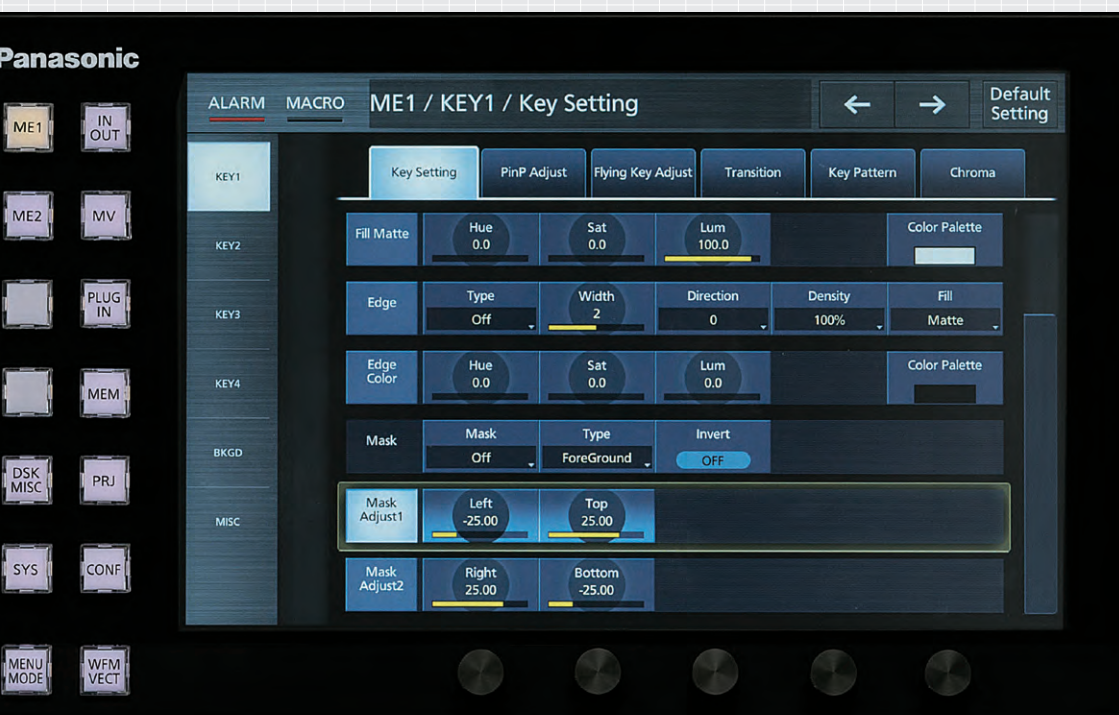 Panasonic
ALARM MACRO ME1 / KEY1 / Key Setting ← → Default
Setting
ME1
IN
OUT
KEY1
Key Setting PinP Adjust Flying Key Adjust Transition Key Pattern Chroma
ME2
MV
KEY2
Fill Matte Hue Sat Lum Color Palette
0.0 0.0 100.0
PLUG
IN
KEY3
Edge Type Width Direction Density Fill
Off 2 0 100% Matte
MEM
KEY4
Edge
Color Hue Sat Lum Color Palette
0.0 0.0 0.0
BKGD
Mask Mask Type Invert
Off ForeGround OFF
DSK
MISC
PRJ
MISC
Mask
Adjust1 Left Top
-25.00 25.00
SYS
CONF
Mask
Adjust2 Right Bottom
25.00 -25.00
MENU
MODE
WFM
VECT